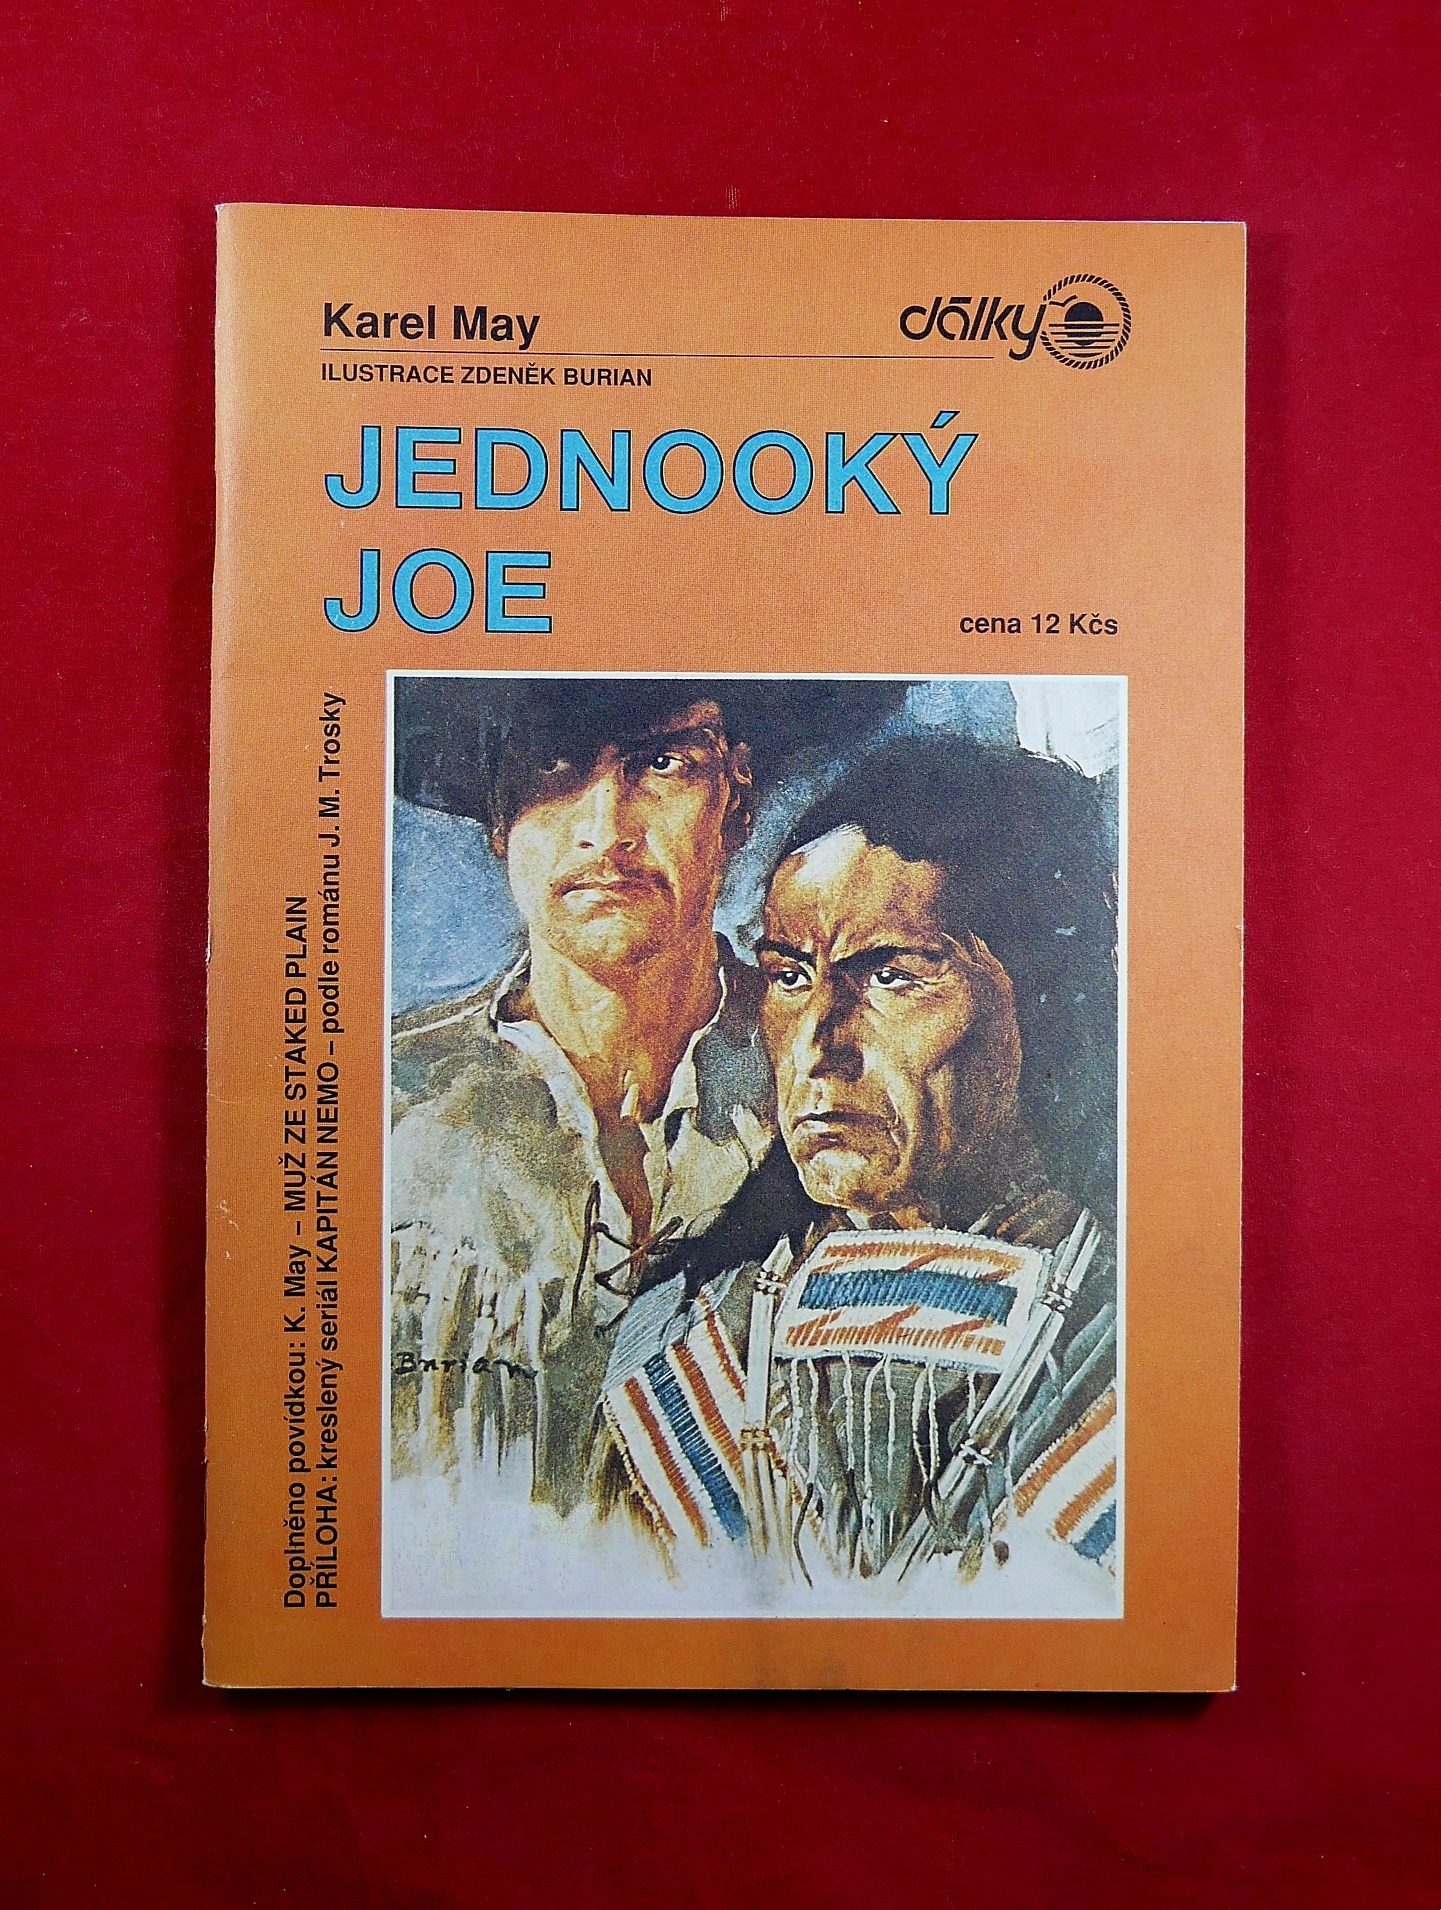 Karel May
dálky
ILUSTRACE ZDENĚK BURIAN
JEDNOOKÝ
JOE
cena 12 Kčs
Doplněno povídkou: K. May – MUŽ ZE STAKED PLAIN
PŘÍLOHA: kreslený seriál KAPITÁN NEMO – podle románu J. M. Trosky
Burian